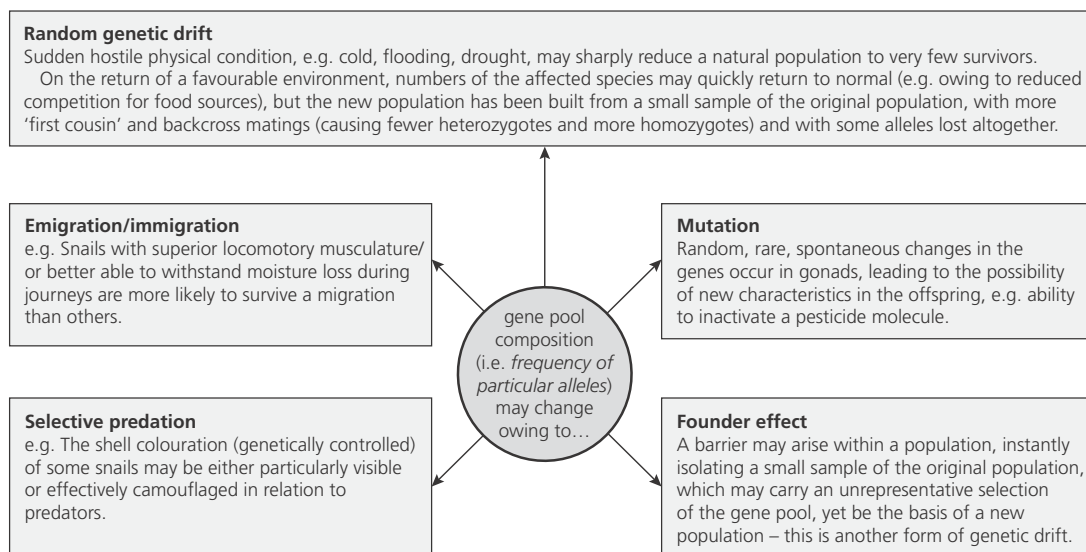 Random genetic drift
Sudden hostile physical condition, e.g. cold, flooding, drought, may sharply reduce a natural population to very few survivors.
On the return of a favourable environment, numbers of the affected species may quickly return to normal (e.g. owing to reduced
competition for food sources), but the new population has been built from a small sample of the original population, with more
‘first cousin’ and backcross matings (causing fewer heterozygotes and more homozygotes) and with some alleles lost altogether.
Emigration/immigration
e.g. Snails with superior locomotory musculature/
or better able to withstand moisture loss during
journeys are more likely to survive a migration
than others.
Mutation
Random, rare, spontaneous changes in the
genes occur in gonads, leading to the possibility
of new characteristics in the offspring, e.g. ability
to inactivate a pesticide molecule.
gene pool
composition
(i.e. frequency of
particular alleles)
may change
owing to…
Selective predation
e.g. The shell colouration (genetically controlled)
of some snails may be either particularly visible
or effectively camouflaged in relation to
predators.
Founder effect
A barrier may arise within a population, instantly
isolating a small sample of the original population,
which may carry an unrepresentative selection
of the gene pool, yet be the basis of a new
population – this is another form of genetic drift.